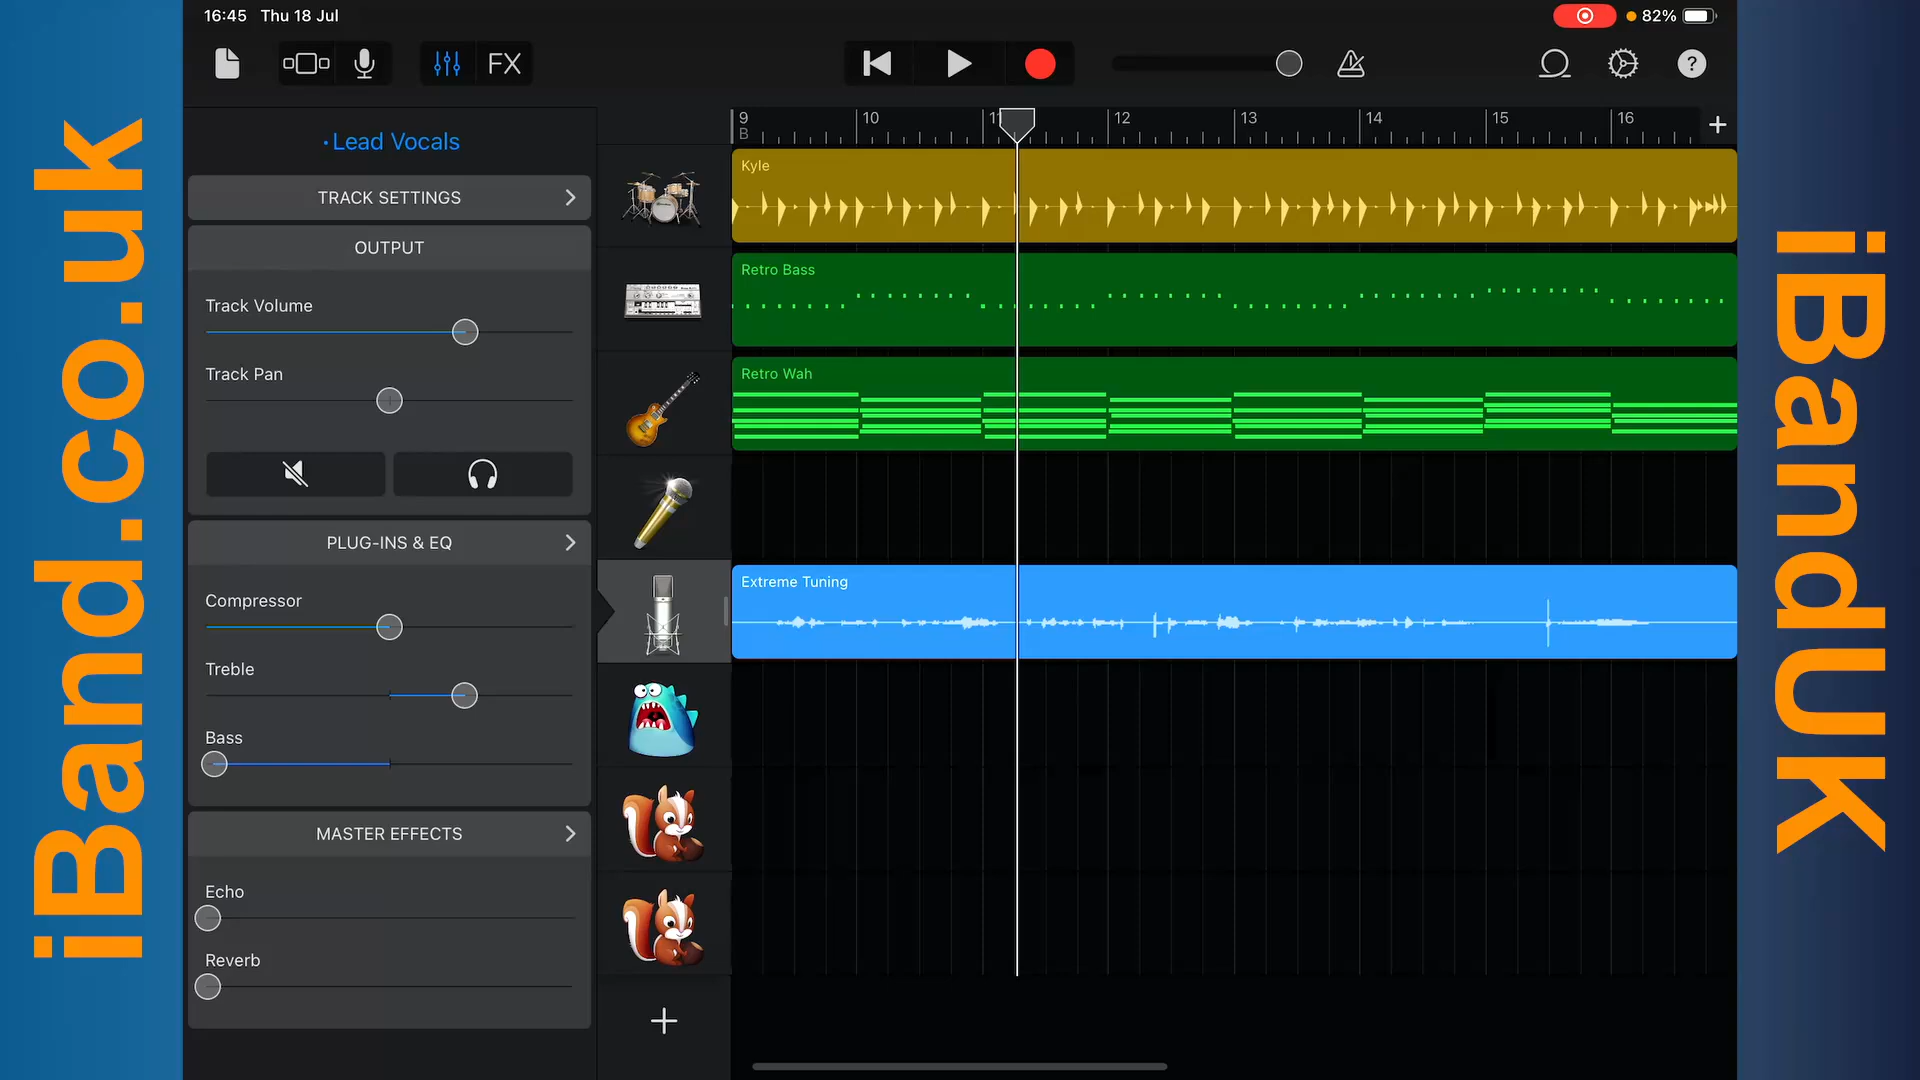 iBand.co.uk
16:45 Thu 18 Jul
82%
FX
?
Lead Vocals
TRACK SETTINGS
OUTPUT
Track Volume
Track Pan
PLUG-INS & EQ
Compressor
Treble
Bass
MASTER EFFECTS
Echo
Reverb
9 10 11 12 13 14 15 16 +
B
Kyle
Retro Bass
Retro Wah
Extreme Tuning
+
iBandUK